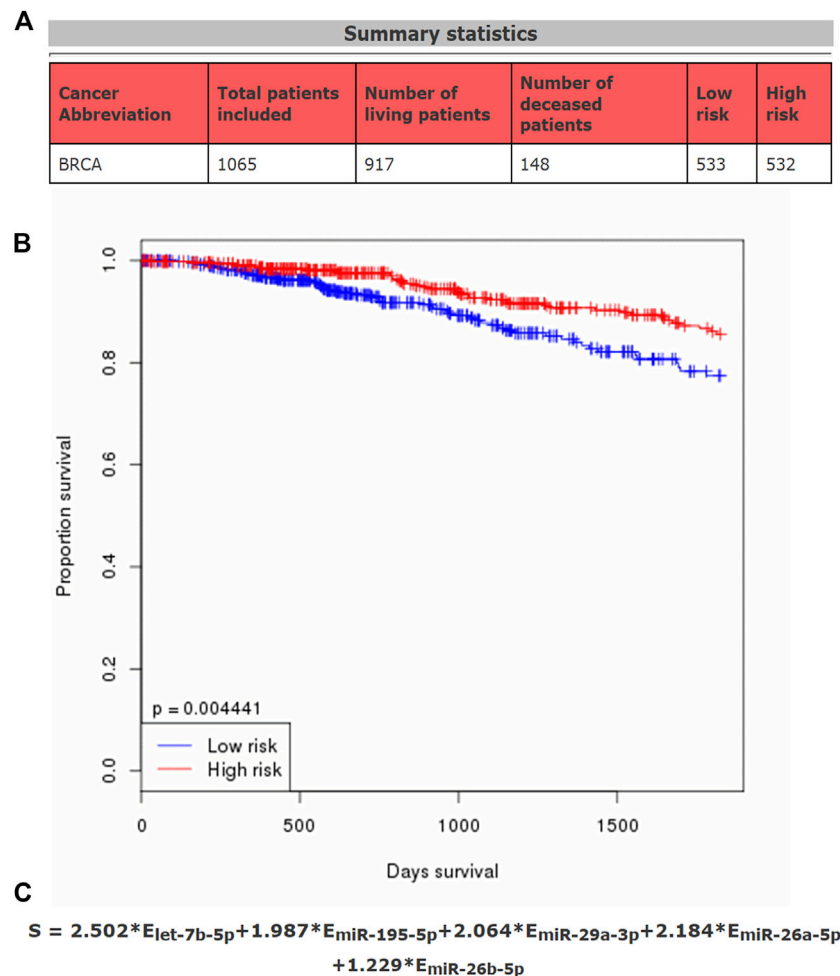 A
Summary statistics
Cancer Abbreviation Total patients included Number of living patients Number of deceased patients Low risk High risk
BRCA 1065 917 148 533 532
B
1.0
0.8
0.6
0.4
0.2
0.0
Proportion survival
p = 0.004441
Low risk
High risk
0 500 1000 1500
Days survival
C
S = 2.502*Elet-7b-5p+1.987*EmiR-195-5p+2.064*EmiR-29a-3p+2.184*EmiR-26a-5p
+1.229*EmiR-26b-5p